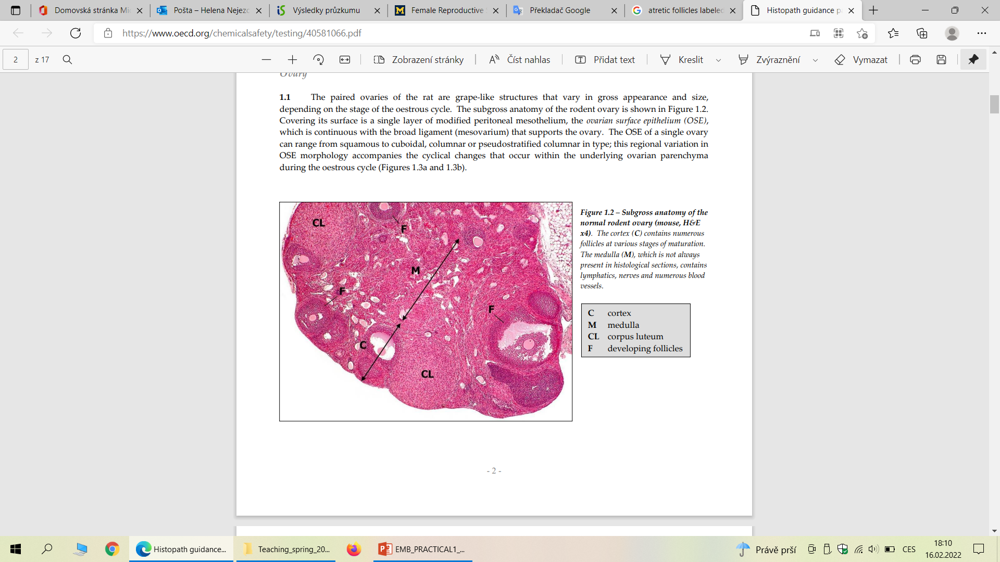 Domovská stránka Mi
Pošta – Helena Nejezc
Výsledky průzkumu
M Female Reproductive S
Překladač Google
G atretic follicles labeled
Histopath guidance p
https://www.oecd.org/chemicalsafety/testing/40581066.pdf
2 z 17
Zobrazení stránky
Číst nahlas
Přidat text
Kreslit
Zvýraznění
Vymazat
Ovary
1.1 The paired ovaries of the rat are grape-like structures that vary in gross appearance and size,
depending on the stage of the oestrous cycle. The subgross anatomy of the rodent ovary is shown in Figure 1.2.
Covering its surface is a single layer of modified peritoneal mesothelium, the ovarian surface epithelium (OSE),
which is continuous with the broad ligament (mesovarium) that supports the ovary. The OSE of a single ovary
can range from squamous to cuboidal, columnar or pseudostratified columnar in type; this regional variation in
OSE morphology accompanies the cyclical changes that occur within the underlying ovarian parenchyma
during the oestrous cycle (Figures 1.3a and 1.3b).
CL
F
M
F
F
C
CL
Figure 1.2 – Subgross anatomy of the
normal rodent ovary (mouse, H&E
x4). The cortex (C) contains numerous
follicles at various stages of maturation.
The medulla (M), which is not always
present in histological sections, contains
lymphatics, nerves and numerous blood
vessels.
C cortex
M medulla
CL corpus luteum
F developing follicles
- 2 -
Histopath guidance...
Teaching_spring_20...
EMB_PRACTICAL1_...
Právě prší
CES
18:10
16.02.2022